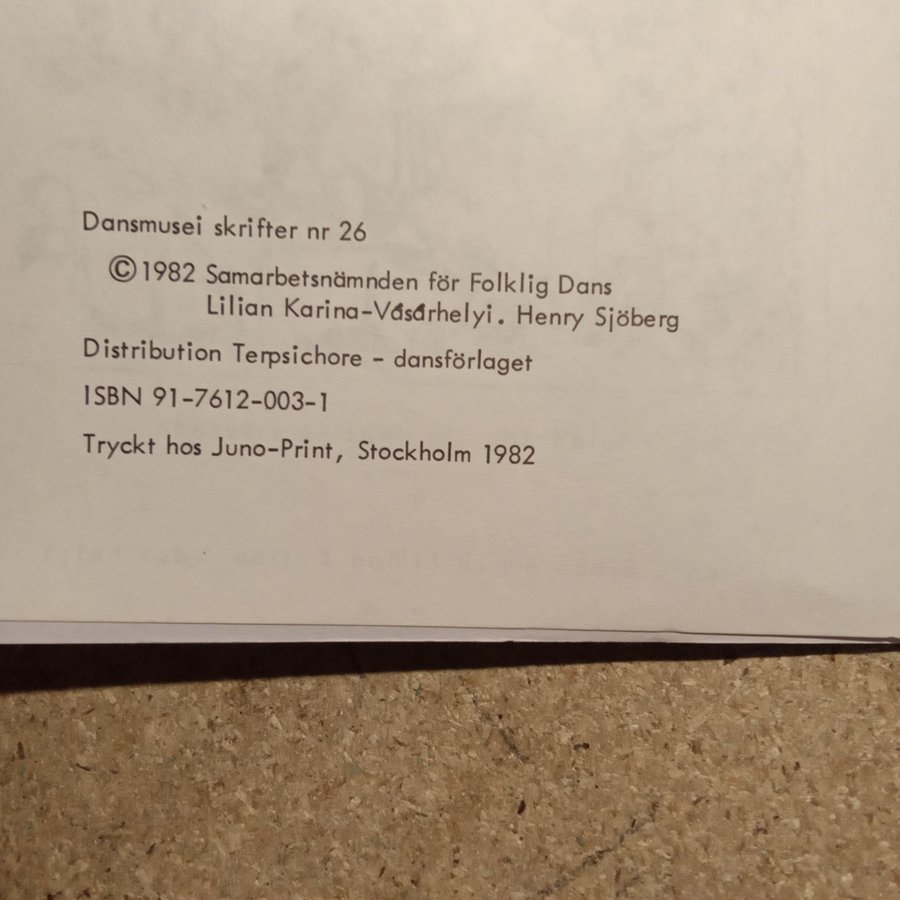 Dansmusei skrifter nr 26
©1982 Samarbetsnämnden för Folklig Dans
Lilian Karina-Vásárhelyi. Henry Sjöberg
Distribution Terpsichore - dansförlaget
ISBN 91-7612-003-1
Tryckt hos Juno-Print, Stockholm 1982